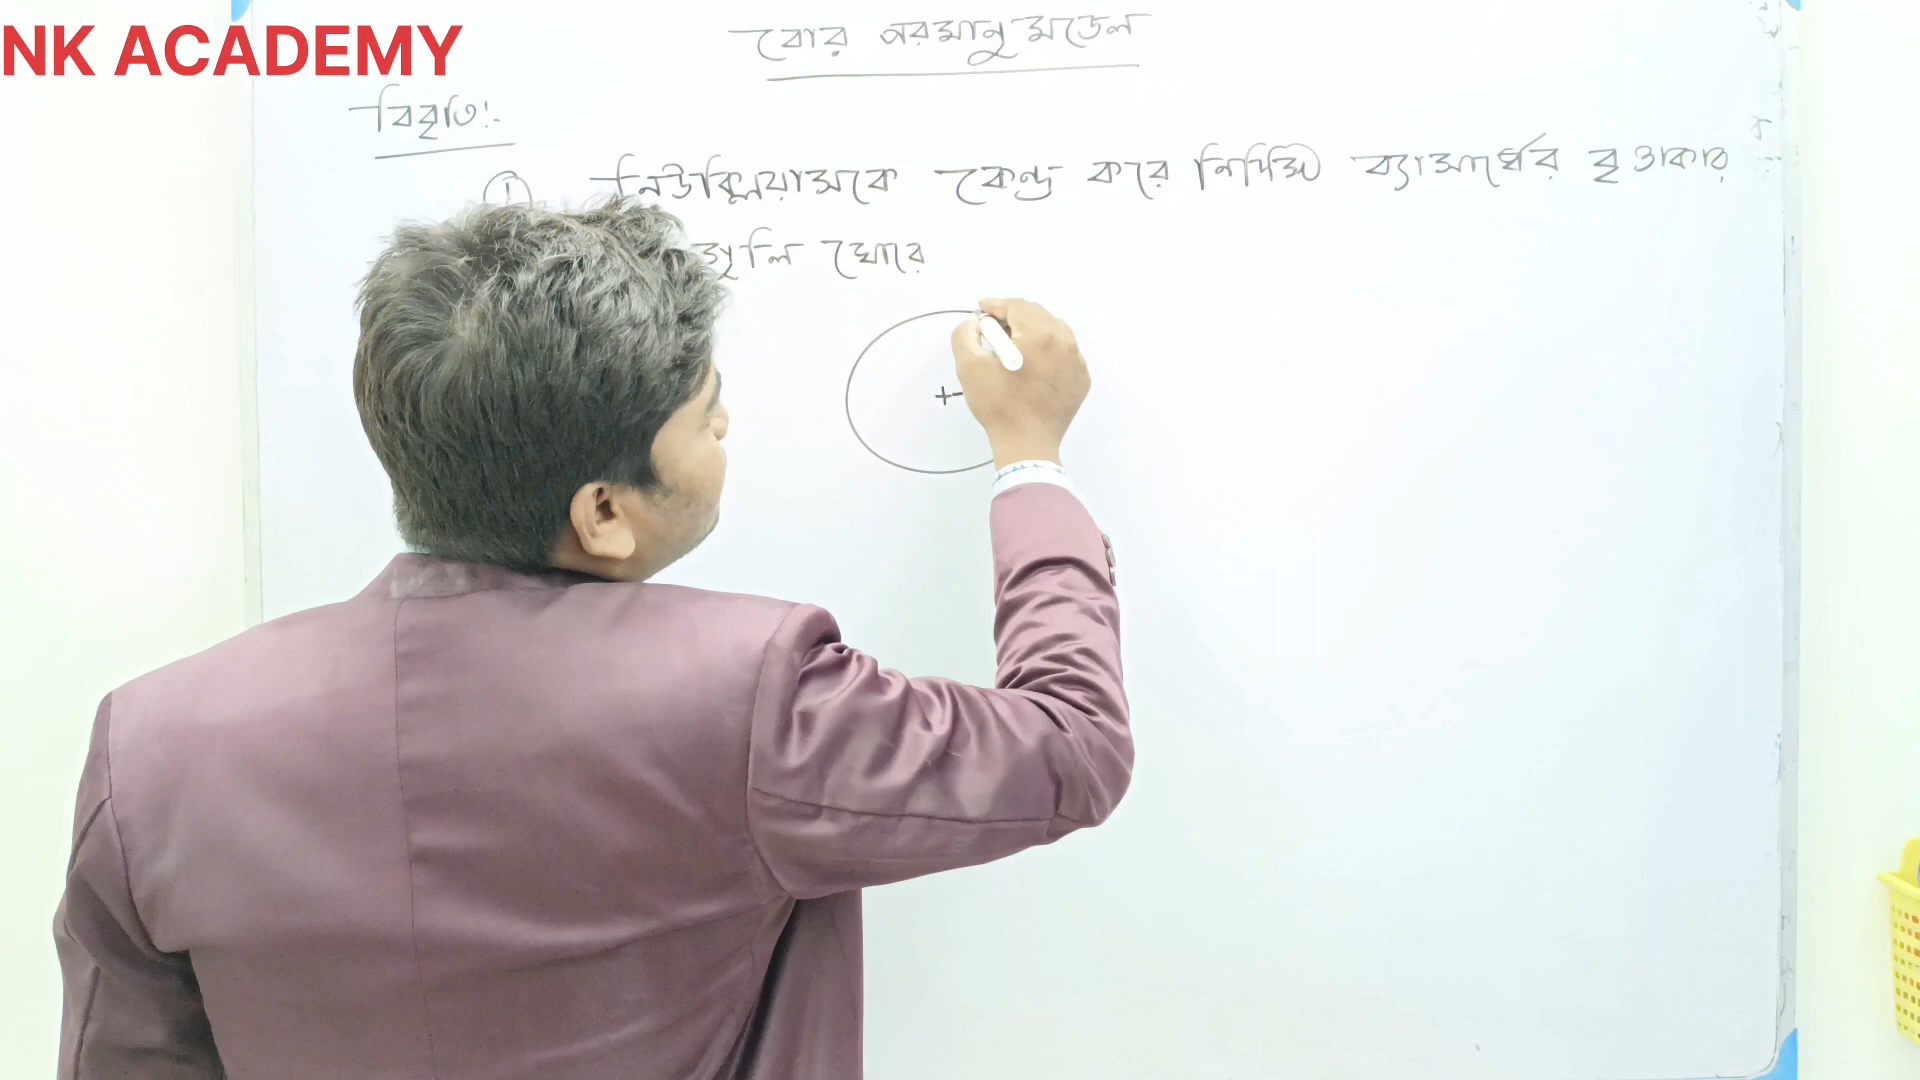 NK ACADEMY
বোর পরমানু মডেল
বিবৃতি:-
① নিউক্লিয়াসকে কেন্দ্র করে নির্দিষ্ট ব্যাসার্ধের বৃত্তাকার
গুলি ঘোরে
+